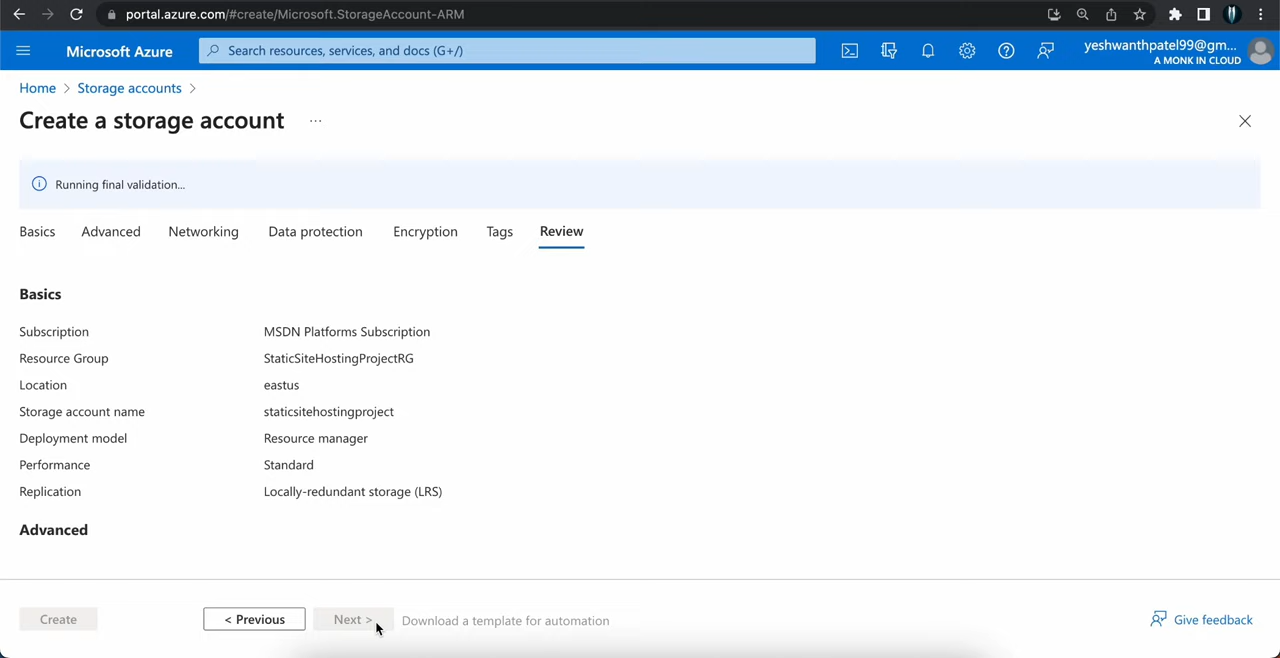 portal.azure.com/#create/Microsoft.StorageAccount-ARM
Microsoft Azure
Search resources, services, and docs (G+/)
yeshwanthpatel99@gm...
A MONK IN CLOUD
Home > Storage accounts >
Create a storage account ...
Running final validation...
Basics Advanced Networking Data protection Encryption Tags Review
Basics
Subscription MSDN Platforms Subscription
Resource Group StaticSiteHostingProjectRG
Location eastus
Storage account name staticsitehostingproject
Deployment model Resource manager
Performance Standard
Replication Locally-redundant storage (LRS)
Advanced
Create < Previous Next > Download a template for automation Give feedback